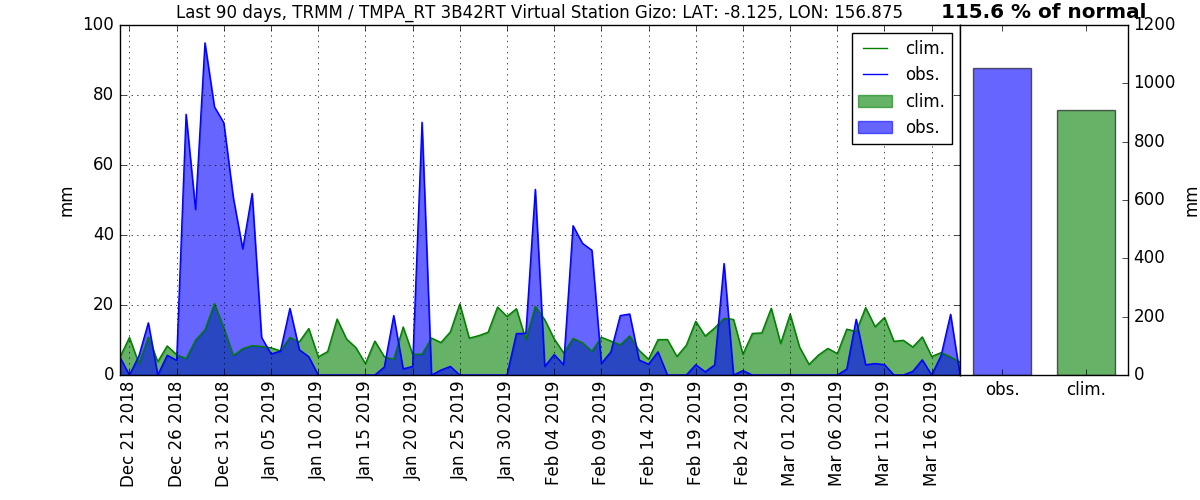 Last 90 days, TRMM / TMPA_RT 3B42RT Virtual Station Gizo: LAT: -8.125, LON: 156.875
115.6 % of normal
100
80
60
40
20
0
mm
clim.
obs.
clim.
obs.
1200
1000
800
600
400
200
0
mm
obs.
clim.
Dec 21 2018
Dec 26 2018
Dec 31 2018
Jan 05 2019
Jan 10 2019
Jan 15 2019
Jan 20 2019
Jan 25 2019
Jan 30 2019
Feb 04 2019
Feb 09 2019
Feb 14 2019
Feb 19 2019
Feb 24 2019
Mar 01 2019
Mar 06 2019
Mar 11 2019
Mar 16 2019